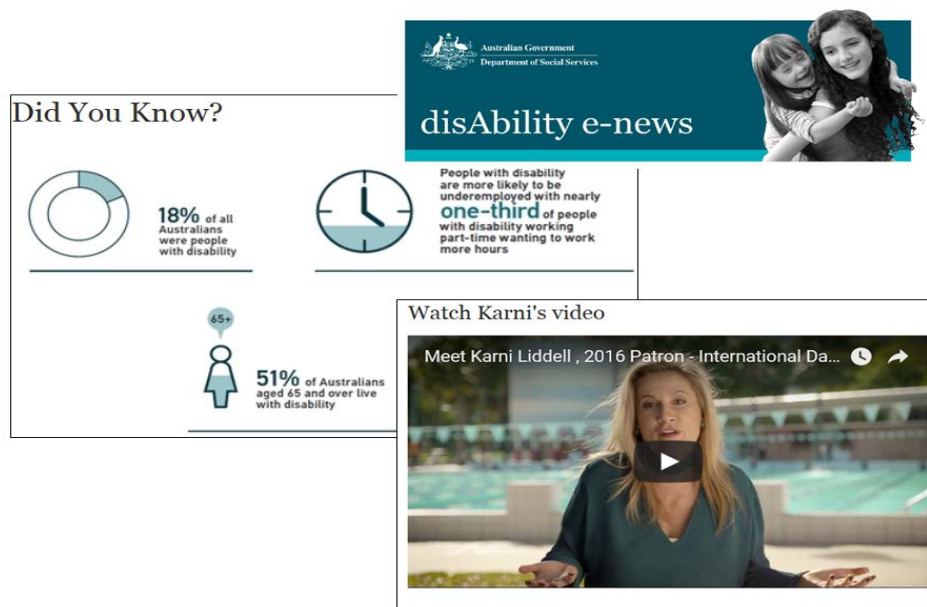 Australian Government
Department of Social Services
disAbility e-news
Did You Know?
18% of all
Australians
were people
with disability
People with disability
are more likely to be
underemployed with nearly
one-third of people
with disability working
part-time wanting to work
more hours
65+
51% of Australians
aged 65 and over live
with disability
Watch Karni's video
Meet Karni Liddell , 2016 Patron - International Da...